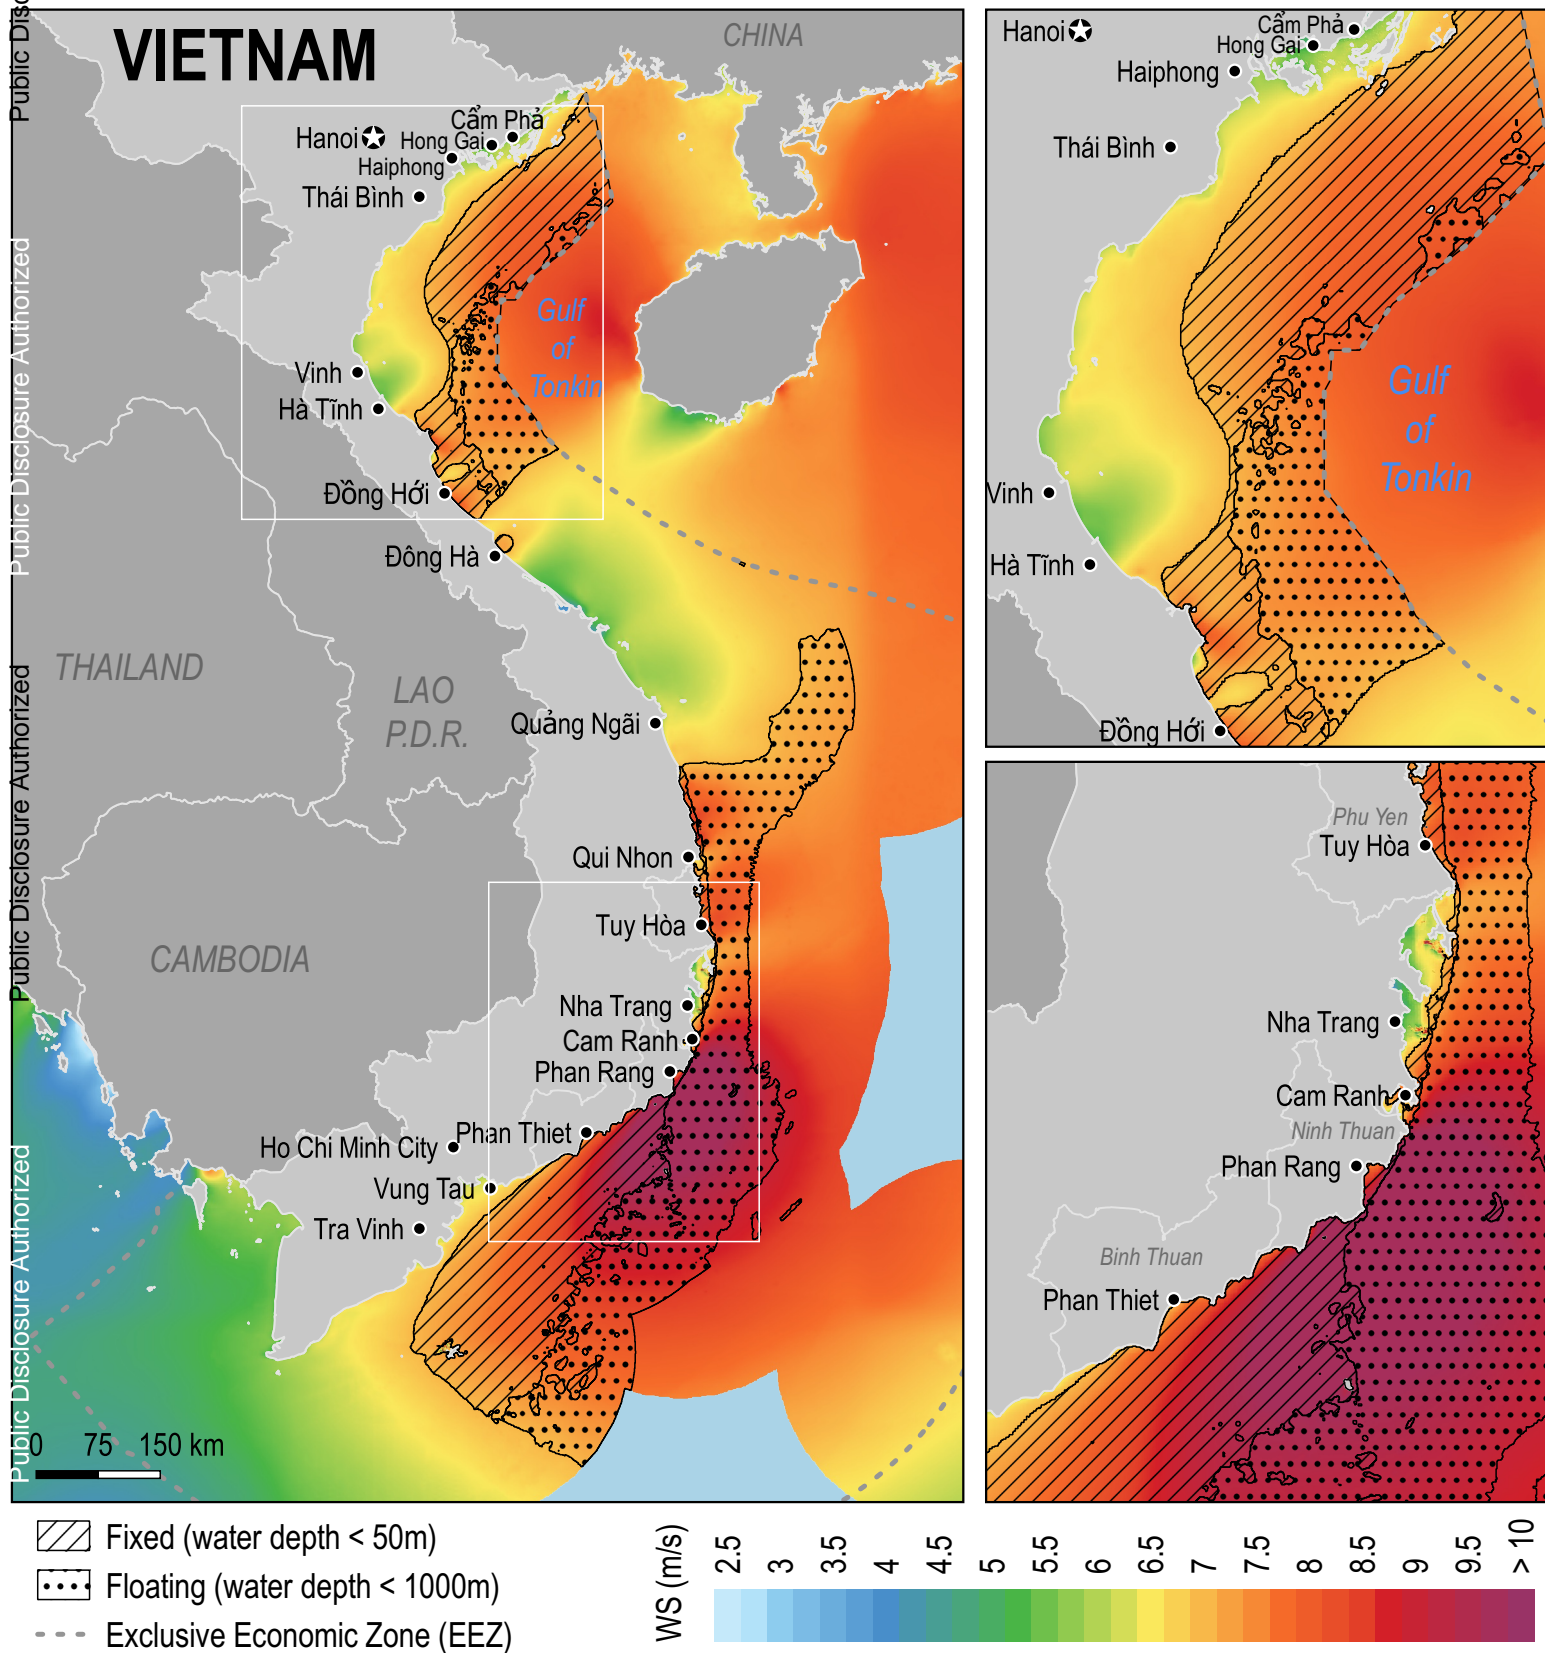 Public Disclosure Authorized
Public Disclosure Authorized
Public Disclosure Authorized
Public Disclosure Authorized
VIETNAM
CHINA
Hanoi
Cẩm Phả
Hong Gai
Haiphong
Thái Bình
Gulf
of
Tonkin
Vinh
Hà Tĩnh
Đồng Hới
Đông Hà
THAILAND
LAO
P.D.R.
Quảng Ngãi
Qui Nhon
Tuy Hòa
CAMBODIA
Nha Trang
Cam Ranh
Phan Rang
Phan Thiet
Ho Chi Minh City
Vung Tau
Tra Vinh
0 75 150 km
Hanoi
Cẩm Phả
Hong Gai
Haiphong
Thái Bình
Gulf
of
Tonkin
Vinh
Hà Tĩnh
Đồng Hới
Phu Yen
Tuy Hòa
Nha Trang
Cam Ranh
Ninh Thuan
Phan Rang
Binh Thuan
Phan Thiet
Fixed (water depth < 50m)
Floating (water depth < 1000m)
Exclusive Economic Zone (EEZ)
WS (m/s)
2.5 3 3.5 4 4.5 5 5.5 6 6.5 7 7.5 8 8.5 9 9.5 > 10